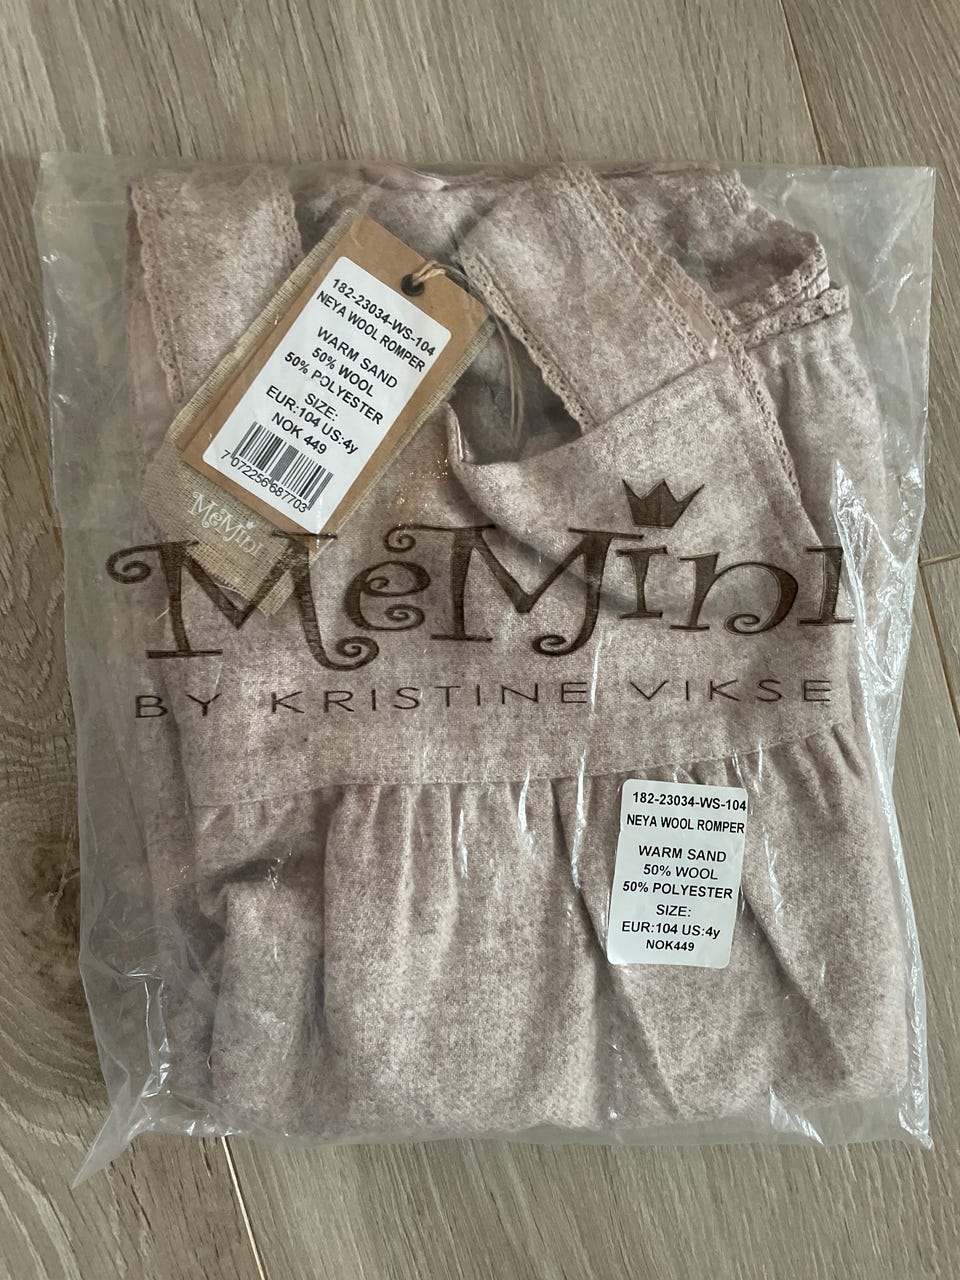 182-23034-WS-104
NEYA WOOL ROMPER
WARM SAND
50% WOOL
50% POLYESTER
SIZE:
EUR:104 US:4y
NOK 449
7 072256 687703
MeMini
MeMini
BY KRISTINE VIKSE
182-23034-WS-104
NEYA WOOL ROMPER
WARM SAND
50% WOOL
50% POLYESTER
SIZE:
EUR:104 US:4y
NOK449